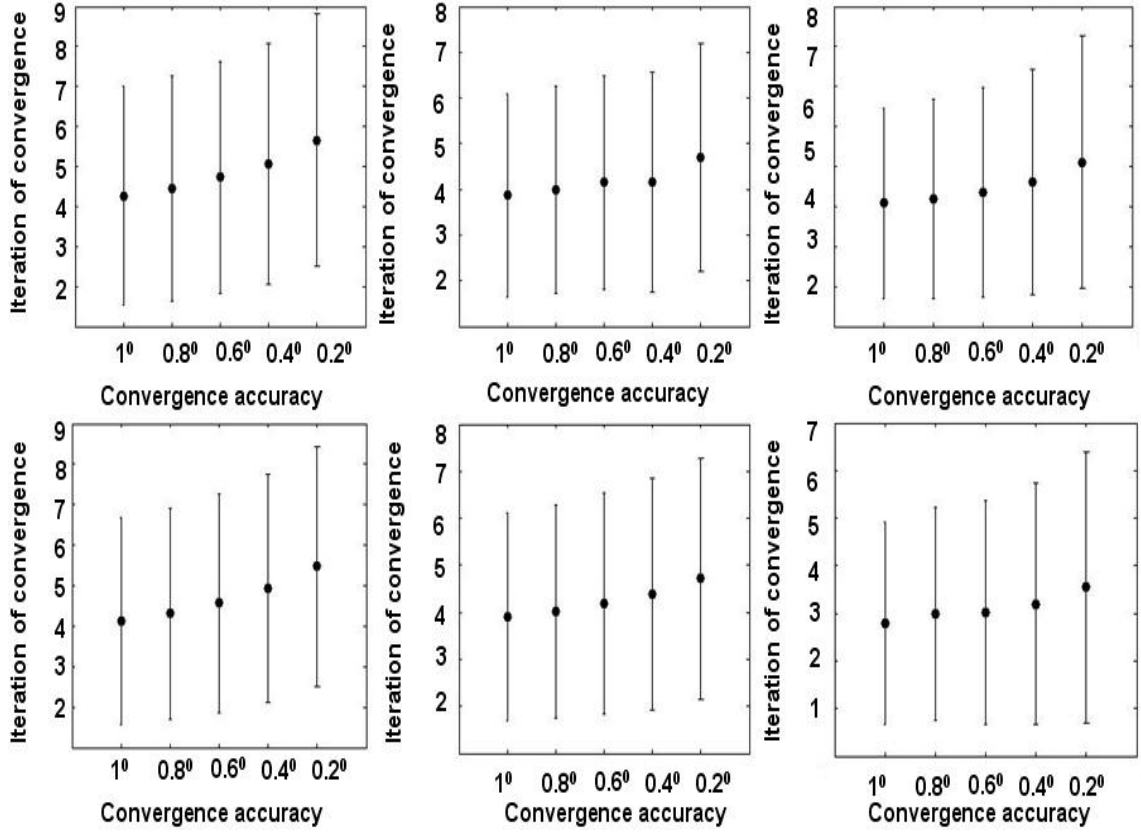 Iteration of convergence
9
8
7
6
5
4
3
2
1⁰ 0.8⁰ 0.6⁰ 0.4⁰ 0.2⁰
Convergence accuracy
Iteration of convergence
8
7
6
5
4
3
2
1⁰ 0.8⁰ 0.6⁰ 0.4⁰ 0.2⁰
Convergence accuracy
Iteration of convergence
8
7
6
5
4
3
2
1⁰ 0.8⁰ 0.6⁰ 0.4⁰ 0.2⁰
Convergence accuracy
Iteration of convergence
9
8
7
6
5
4
3
2
1⁰ 0.8⁰ 0.6⁰ 0.4⁰ 0.2⁰
Convergence accuracy
Iteration of convergence
8
7
6
5
4
3
2
1⁰ 0.8⁰ 0.6⁰ 0.4⁰ 0.2⁰
Convergence accuracy
Iteration of convergence
7
6
5
4
3
2
1
1⁰ 0.8⁰ 0.6⁰ 0.4⁰ 0.2⁰
Convergence accuracy